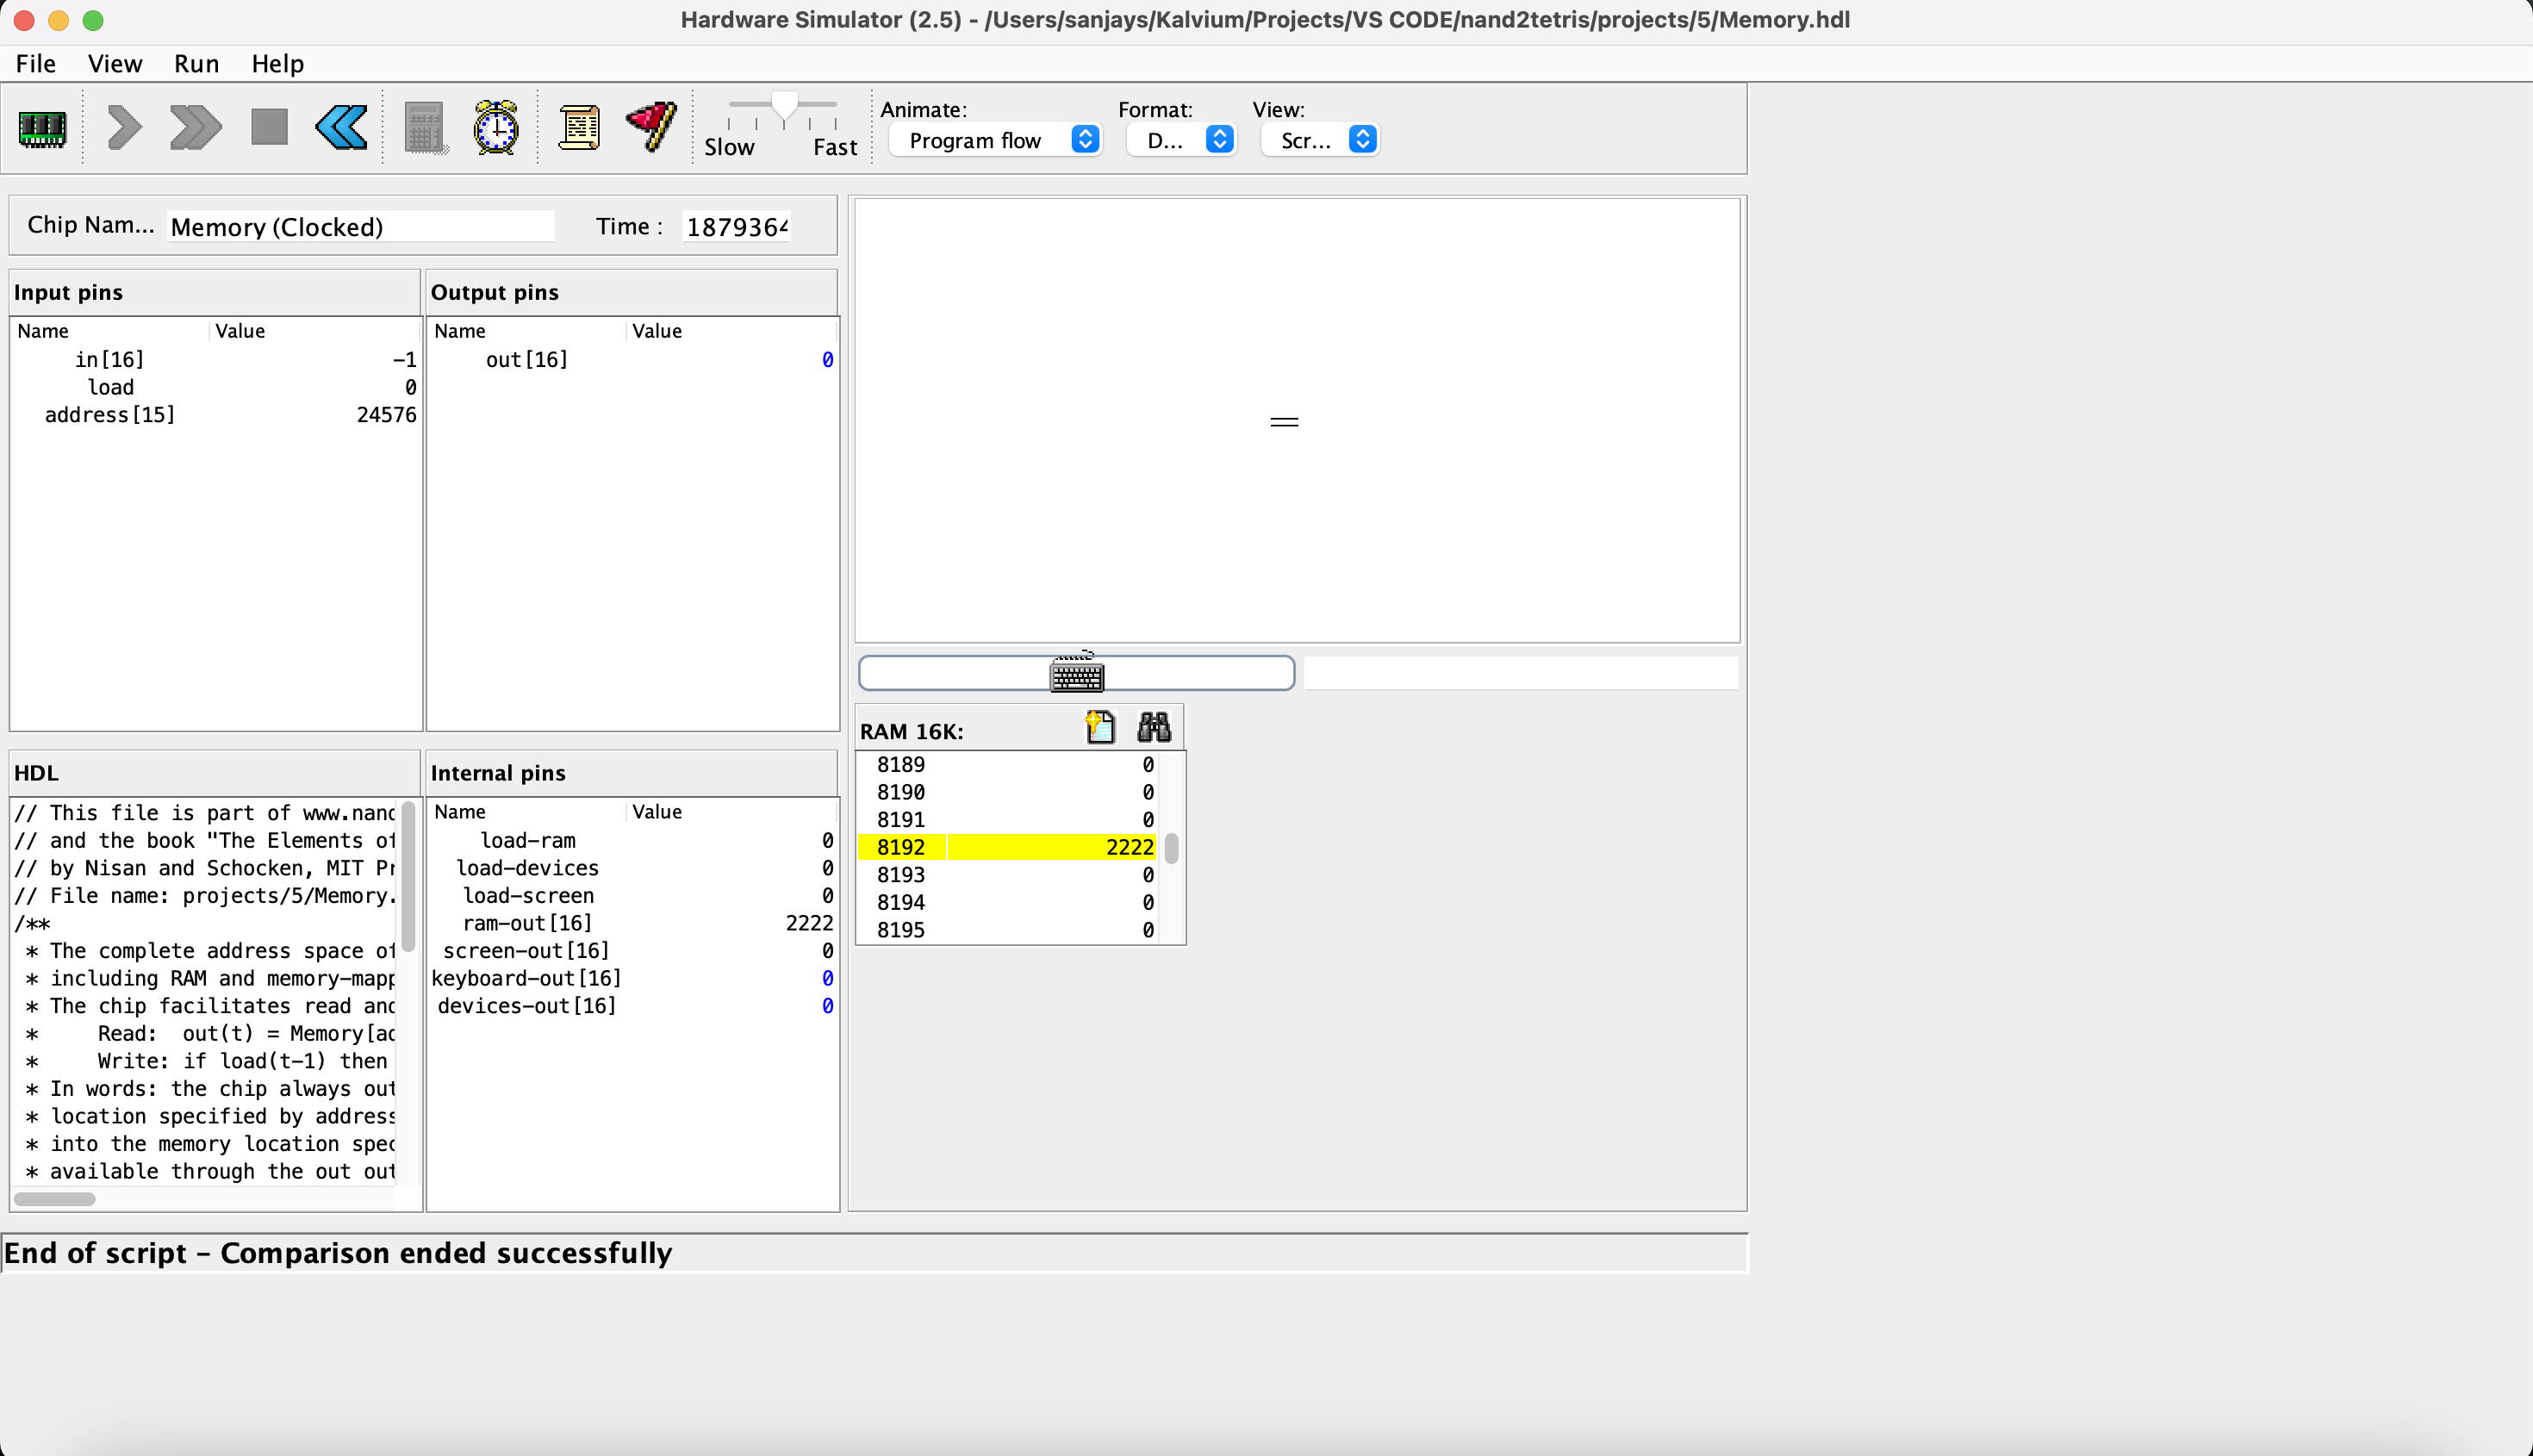 Hardware Simulator (2.5) - /Users/sanjays/Kalvium/Projects/VS CODE/nand2tetris/projects/5/Memory.hdl
File View Run Help
Slow Fast
Animate: Format: View:
Program flow D... Scr...
Chip Nam... Memory (Clocked) Time : 1879364
Input pins
Name Value
in[16] -1
load 0
address[15] 24576
Output pins
Name Value
out[16] 0
HDL
// This file is part of www.nand
// and the book "The Elements of
// by Nisan and Schocken, MIT Pr
// File name: projects/5/Memory.
/**
* The complete address space of
* including RAM and memory-mapp
* The chip facilitates read and
* Read: out(t) = Memory[ad
* Write: if load(t-1) then
* In words: the chip always out
* location specified by address
* into the memory location spec
* available through the out out
Internal pins
Name Value
load-ram 0
load-devices 0
load-screen 0
ram-out[16] 2222
screen-out[16] 0
keyboard-out[16] 0
devices-out[16] 0
RAM 16K:
8189 0
8190 0
8191 0
8192 2222
8193 0
8194 0
8195 0
End of script - Comparison ended successfully